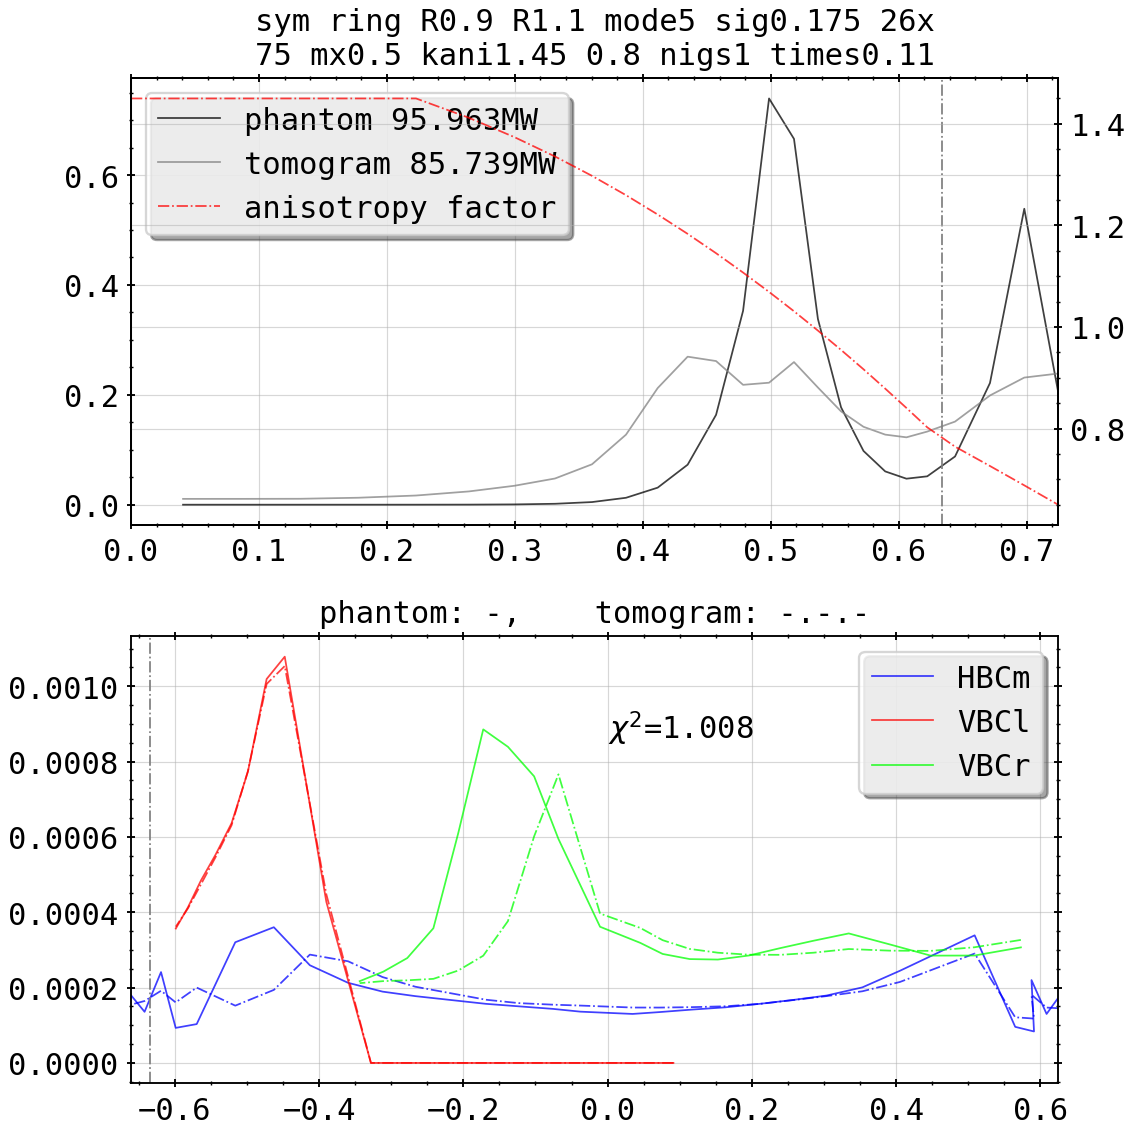 sym ring R0.9 R1.1 mode5 sig0.175 26x
75 mx0.5 kani1.45 0.8 nigs1 times0.11
phantom 95.963MW
tomogram 85.739MW
anisotropy factor
0.6
0.4
0.2
0.0
1.4
1.2
1.0
0.8
0.0 0.1 0.2 0.3 0.4 0.5 0.6 0.7
phantom: -,    tomogram: -.-.-
HBCm
VBCl
VBCr
χ²=1.008
0.0010
0.0008
0.0006
0.0004
0.0002
0.0000
−0.6 −0.4 −0.2 0.0 0.2 0.4 0.6